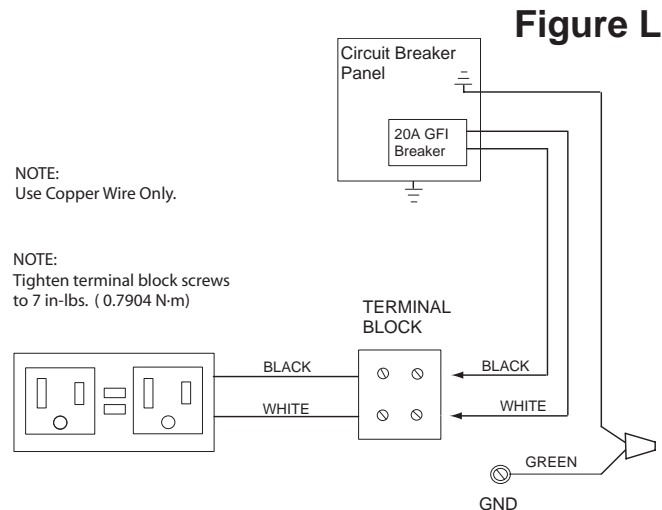 Figure L
Circuit Breaker
Panel
20A GFI
Breaker
NOTE:
Use Copper Wire Only.
NOTE:
Tighten terminal block screws
to 7 in-lbs. ( 0.7904 N·m)
TERMINAL
BLOCK
BLACK
BLACK
WHITE
WHITE
GREEN
GND